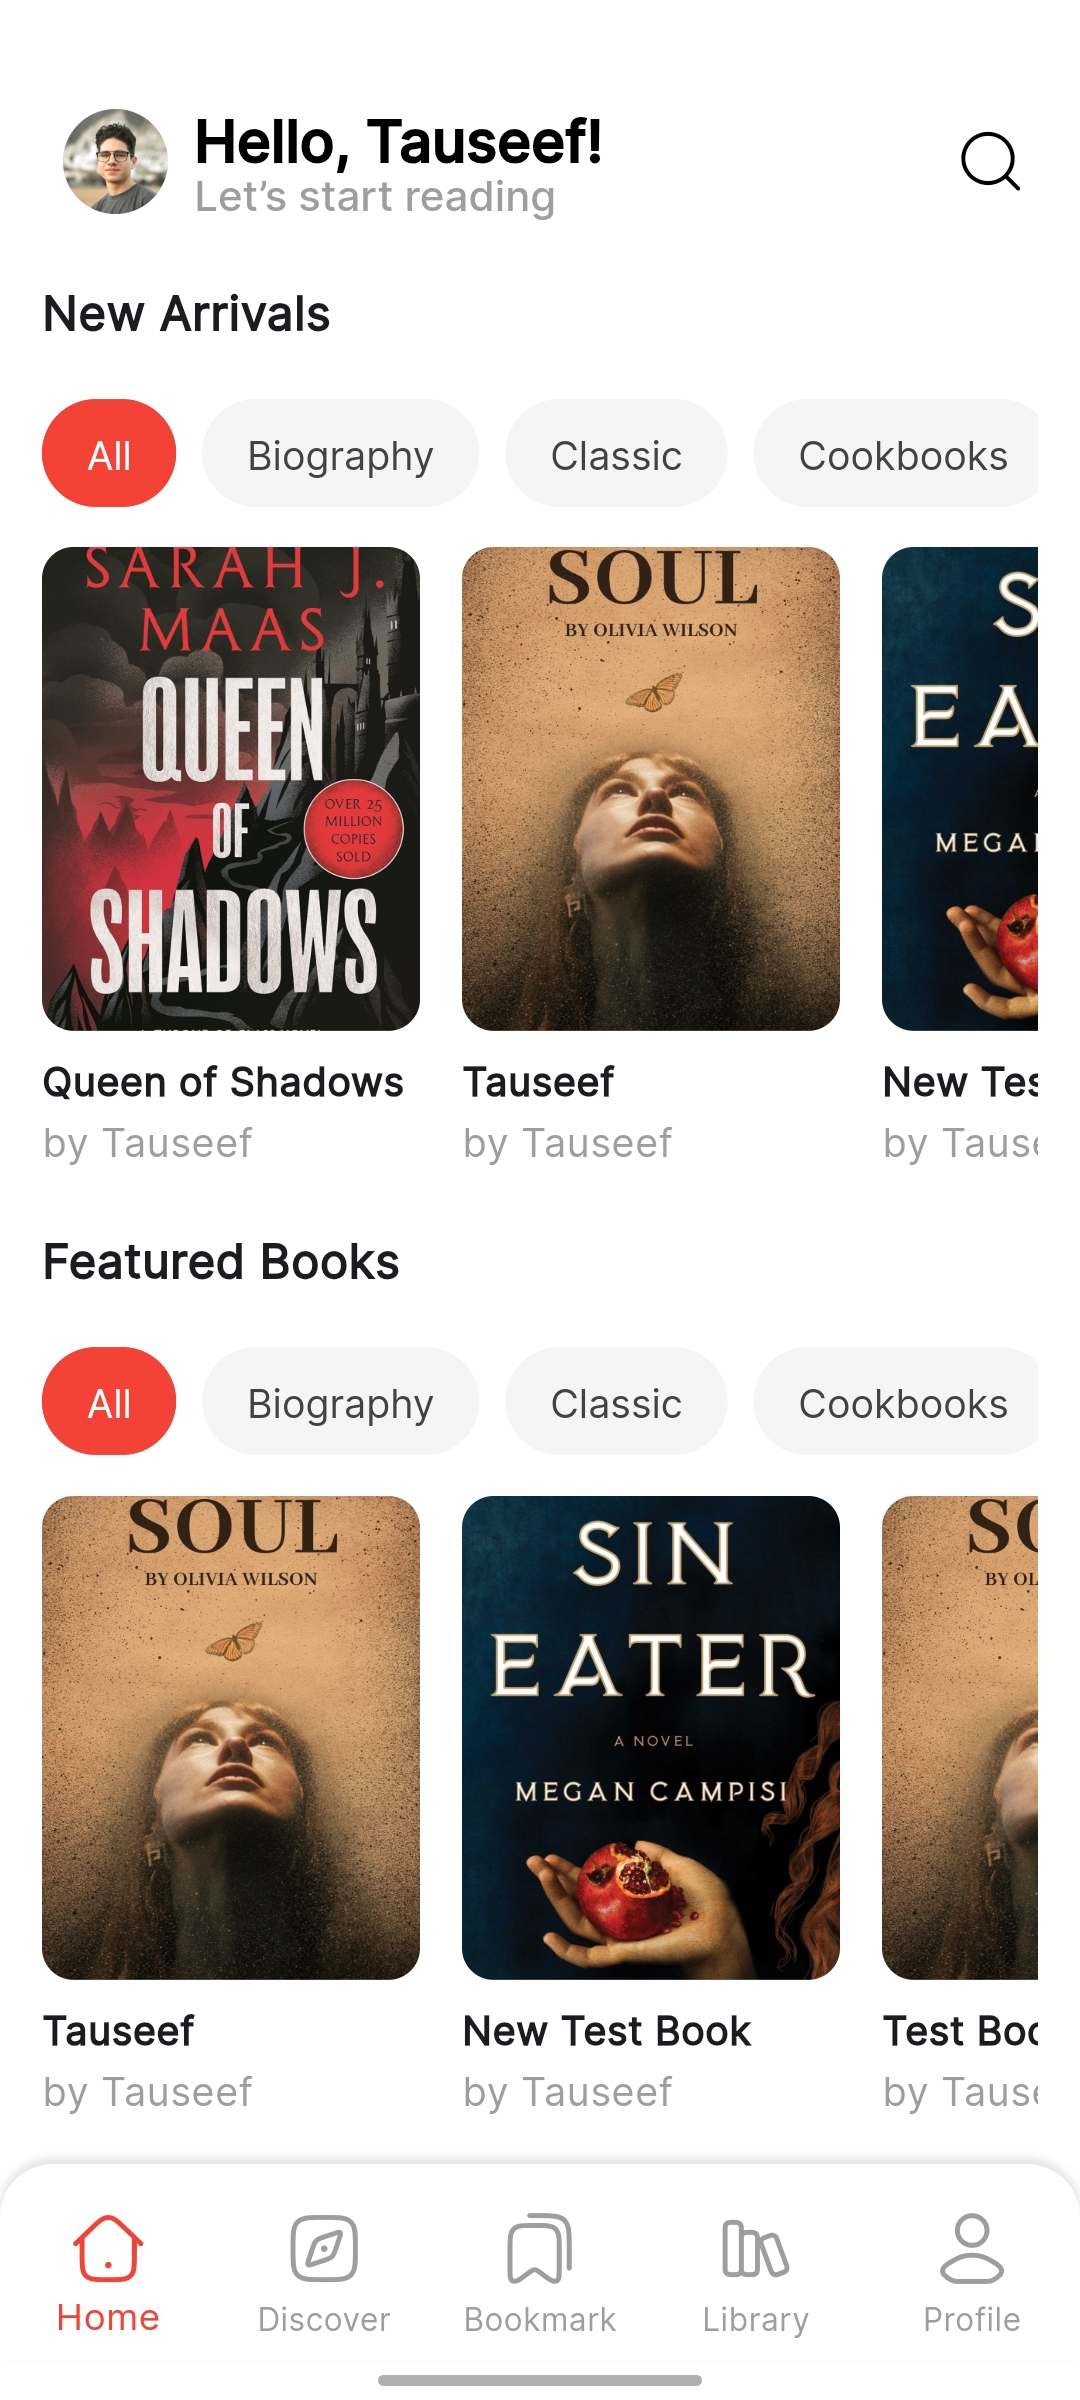 Hello, Tauseef!
Let’s start reading
New Arrivals
All
Biography
Classic
Cookbooks
SARAH J.
MAAS
QUEEN
OF
SHADOWS
OVER 25
MILLION
COPIES
SOLD
SOUL
BY OLIVIA WILSON
S
EA
MEGAN
Queen of Shadows
by Tauseef
Tauseef
by Tauseef
New Tes
by Tause
Featured Books
All
Biography
Classic
Cookbooks
SOUL
BY OLIVIA WILSON
SIN
EATER
A NOVEL
MEGAN CAMPISI
SO
BY OL
Tauseef
by Tauseef
New Test Book
by Tauseef
Test Boo
by Tause
Home
Discover
Bookmark
Library
Profile